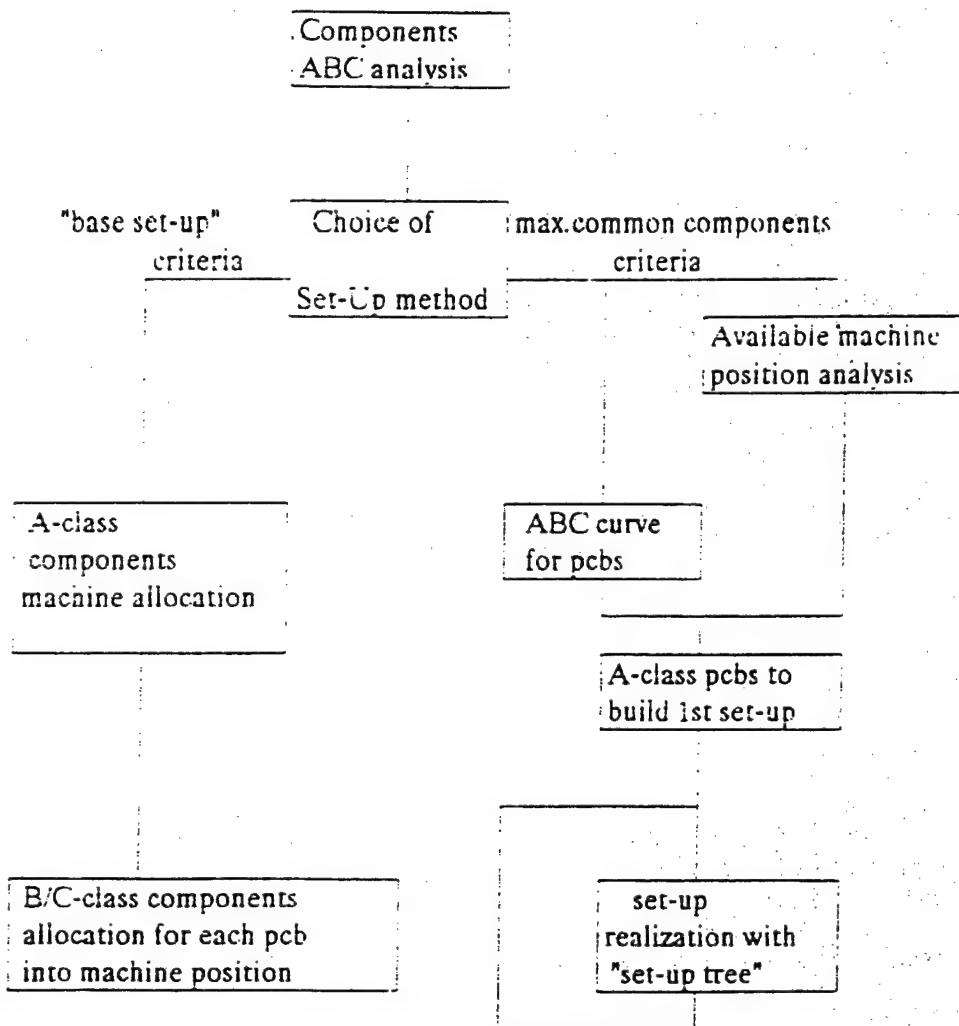 Components
ABC analysis
"base set-up"
criteria
Choice of
Set-Up method
max.common components
criteria
Available machine
position analysis
A-class
components
machine allocation
ABC curve
for pcbs
A-class pcbs to
build 1st set-up
B/C-class components
allocation for each pcb
into machine position
set-up
realization with
"set-up tree"